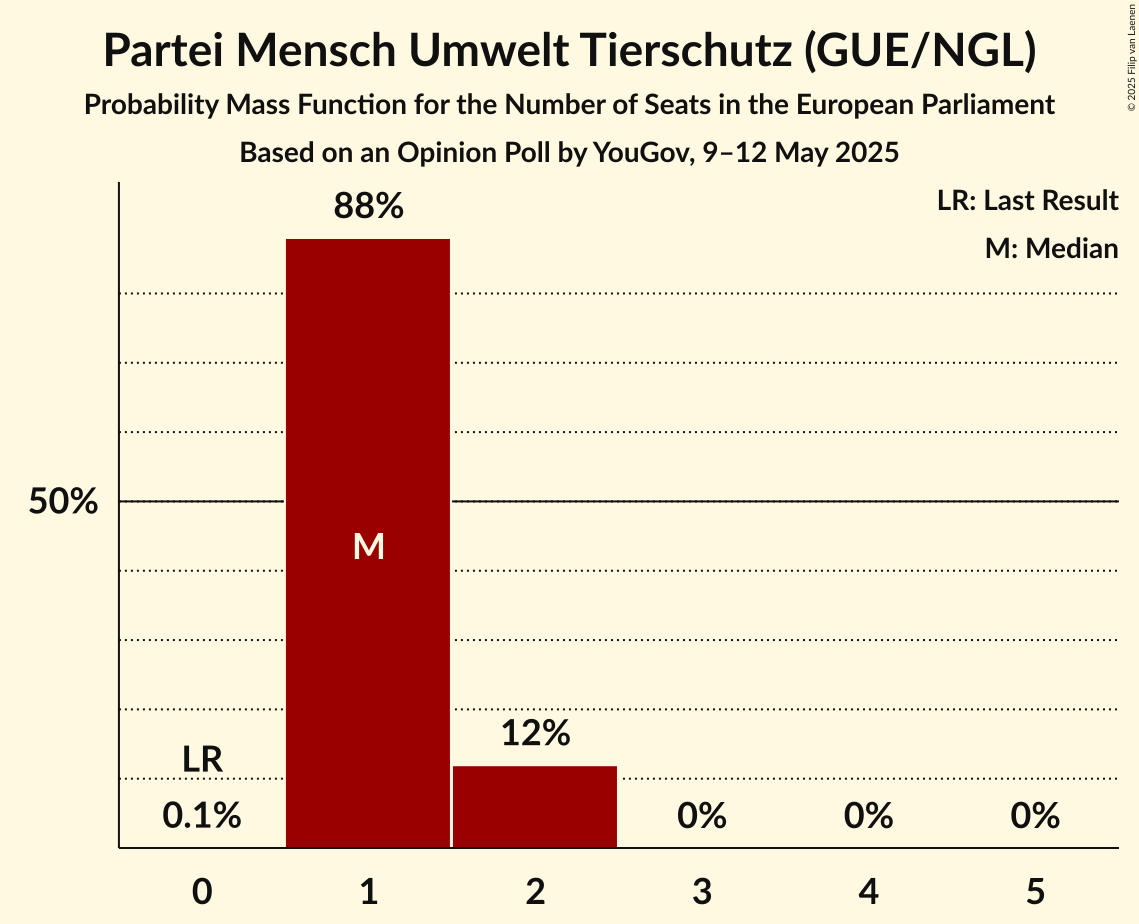 Partei Mensch Umwelt Tierschutz (GUE/NGL)
Probability Mass Function for the Number of Seats in the European Parliament
Based on an Opinion Poll by YouGov, 9–12 May 2025
© 2025 Filip van Laenen
LR: Last Result
M: Median
88%
50%
M
12%
LR
0.1%
0%
0%
0%
0
1
2
3
4
5